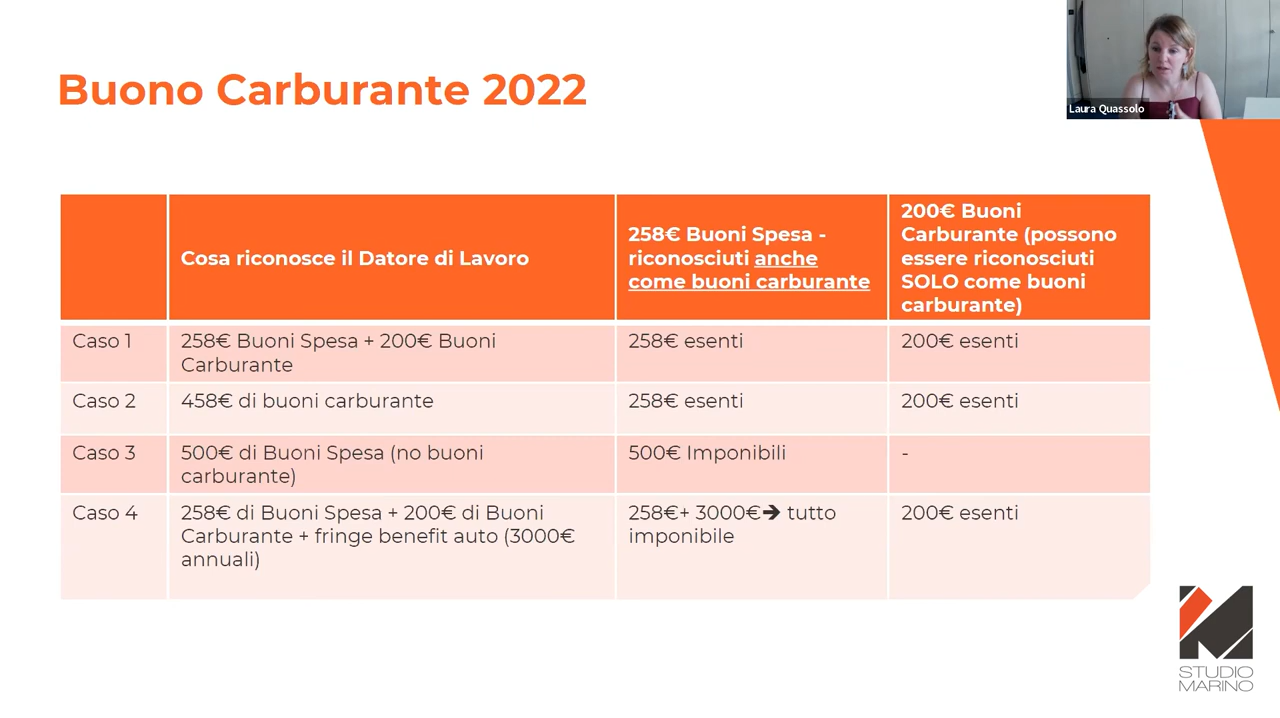 Buono Carburante 2022
Laura Quassolo
Cosa riconosce il Datore di Lavoro
258€ Buoni Spesa -
riconosciuti anche
come buoni carburante
200€ Buoni
Carburante (possono
essere riconosciuti
SOLO come buoni
carburante)
Caso 1
258€ Buoni Spesa + 200€ Buoni
Carburante
258€ esenti
200€ esenti
Caso 2
458€ di buoni carburante
258€ esenti
200€ esenti
Caso 3
500€ di Buoni Spesa (no buoni
carburante)
500€ Imponibili
-
Caso 4
258€ di Buoni Spesa + 200€ di Buoni
Carburante + fringe benefit auto (3000€
annuali)
258€+ 3000€➔ tutto
imponibile
200€ esenti
STUDIO
MARINO